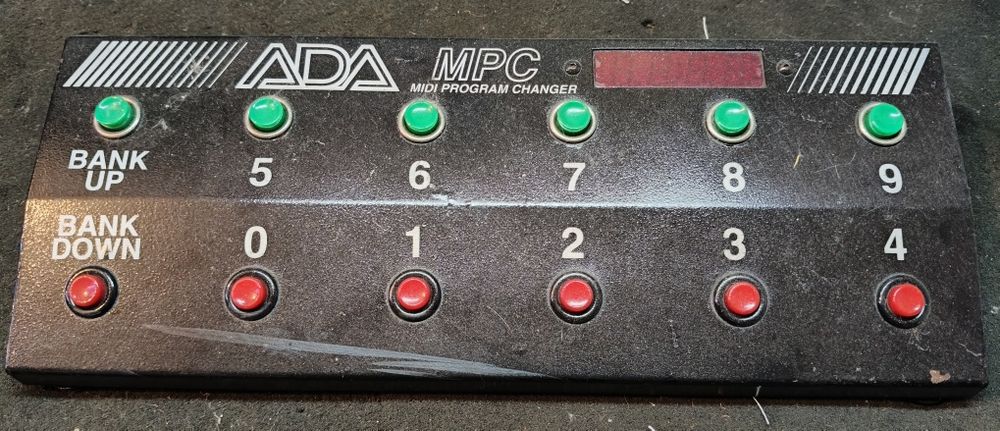 ADA MPC
MIDI PROGRAM CHANGER
BANK
UP
5 6 7 8 9
BANK
DOWN
0 1 2 3 4